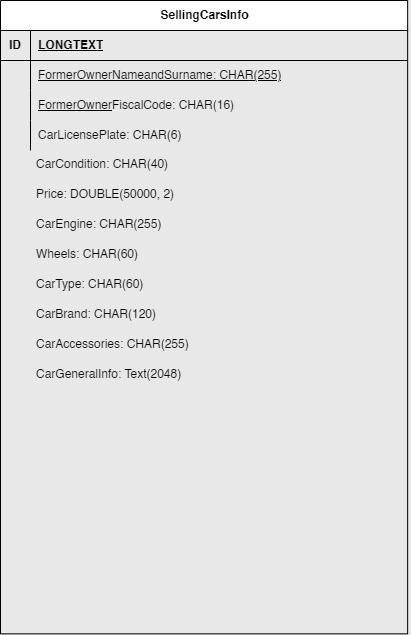 SellingCarsInfo
ID LONGTEXT
FormerOwnerNameandSurname: CHAR(255)
FormerOwnerFiscalCode: CHAR(16)
CarLicensePlate: CHAR(6)
CarCondition: CHAR(40)
Price: DOUBLE(50000, 2)
CarEngine: CHAR(255)
Wheels: CHAR(60)
CarType: CHAR(60)
CarBrand: CHAR(120)
CarAccessories: CHAR(255)
CarGeneralInfo: Text(2048)